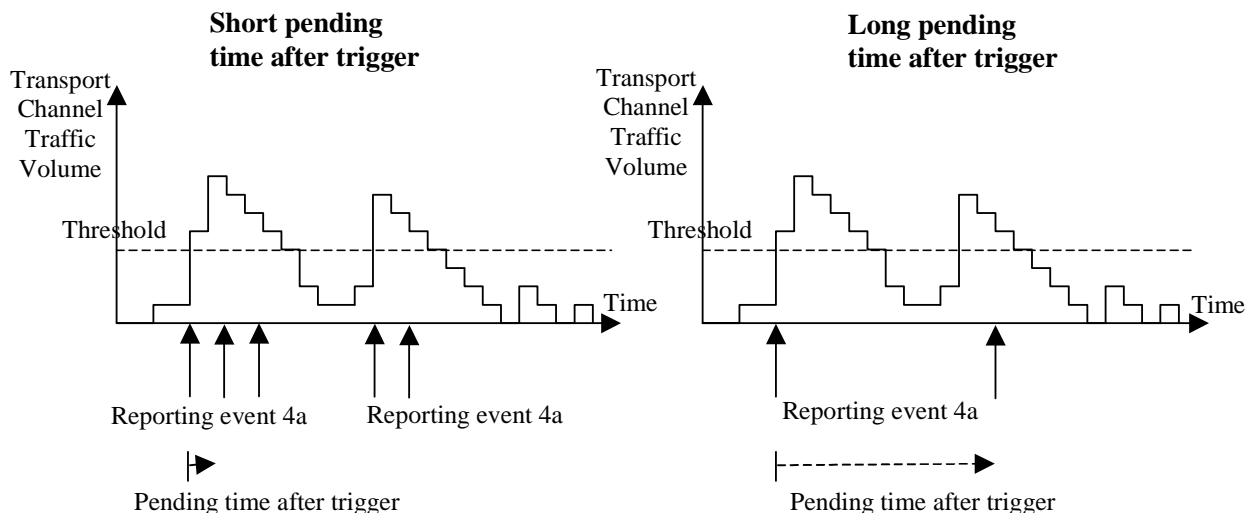 Short pending
time after trigger
Transport
Channel
Traffic
Volume
Threshold
Time
Reporting event 4a
Reporting event 4a
Pending time after trigger
Long pending
time after trigger
Transport
Channel
Traffic
Volume
Threshold
Time
Reporting event 4a
Pending time after trigger